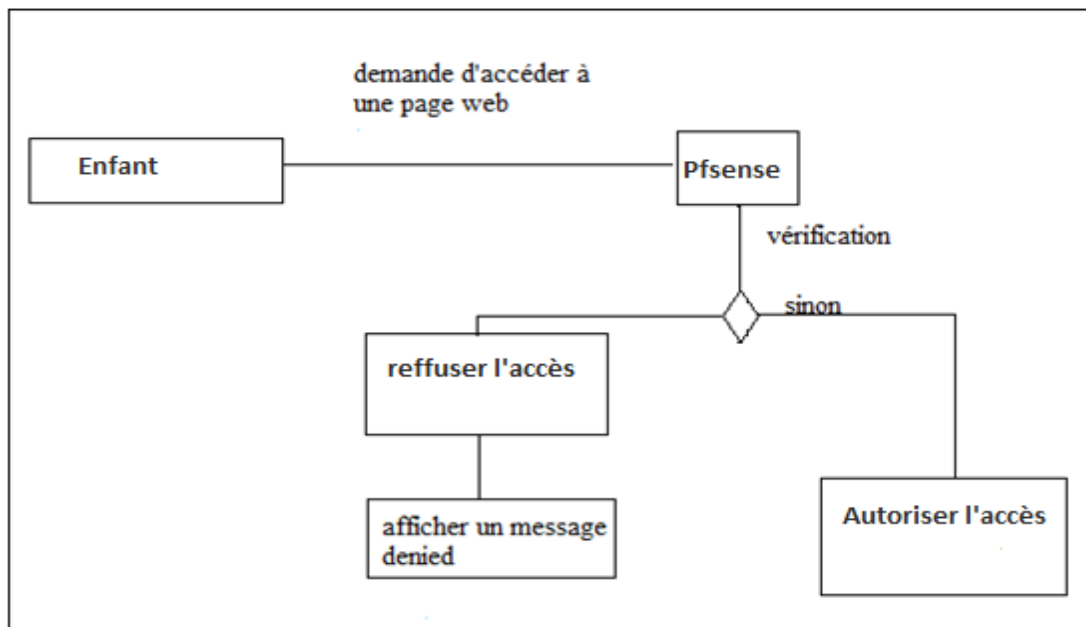 demande d'accéder à
une page web
Enfant
Pfsense
vérification
sinon
reffuser l'accès
afficher un message
denied
Autoriser l'accès